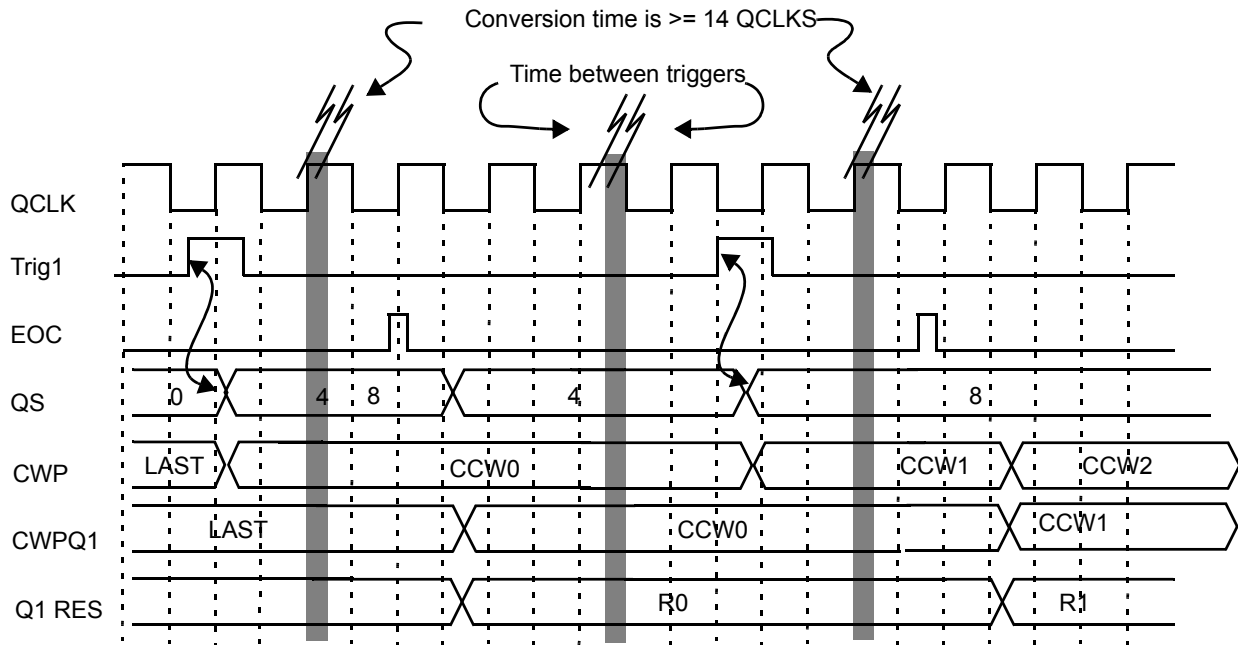 Conversion time is >= 14 QCLKS
Time between triggers
QCLK
Trig1
EOC
QS 0 4 8 4 8
CWP LAST CCW0 CCW1 CCW2
CWPQ1 LAST CCW0 CCW1
Q1 RES R0 R1